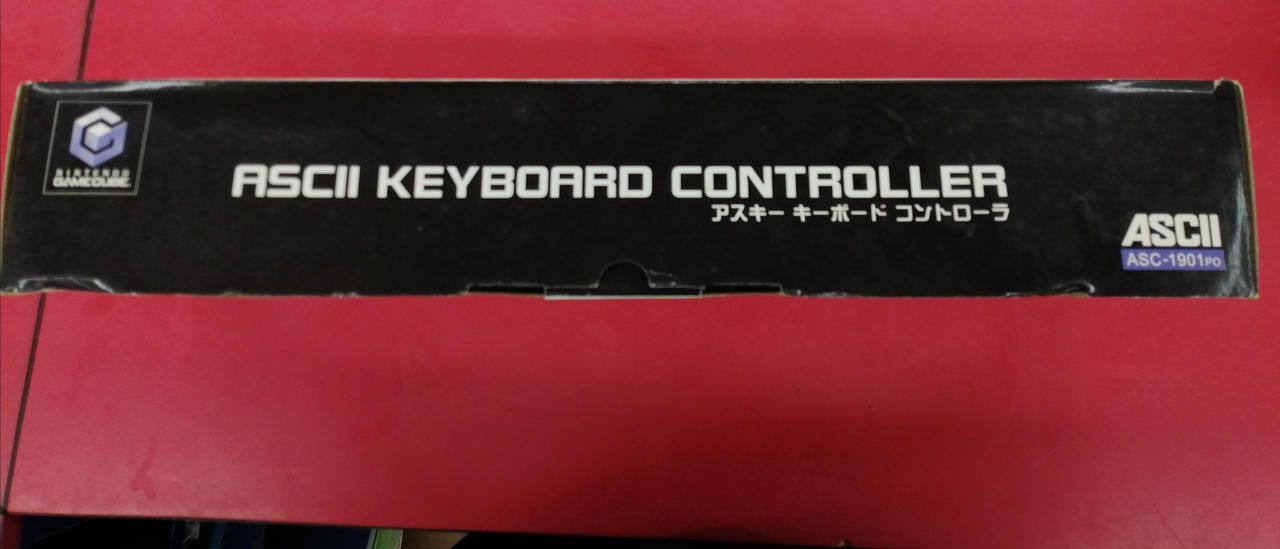 NINTENDO
GAMECUBE
ASCII KEYBOARD CONTROLLER
アスキー キーボード コントローラ
ASCII
ASC-1901PO